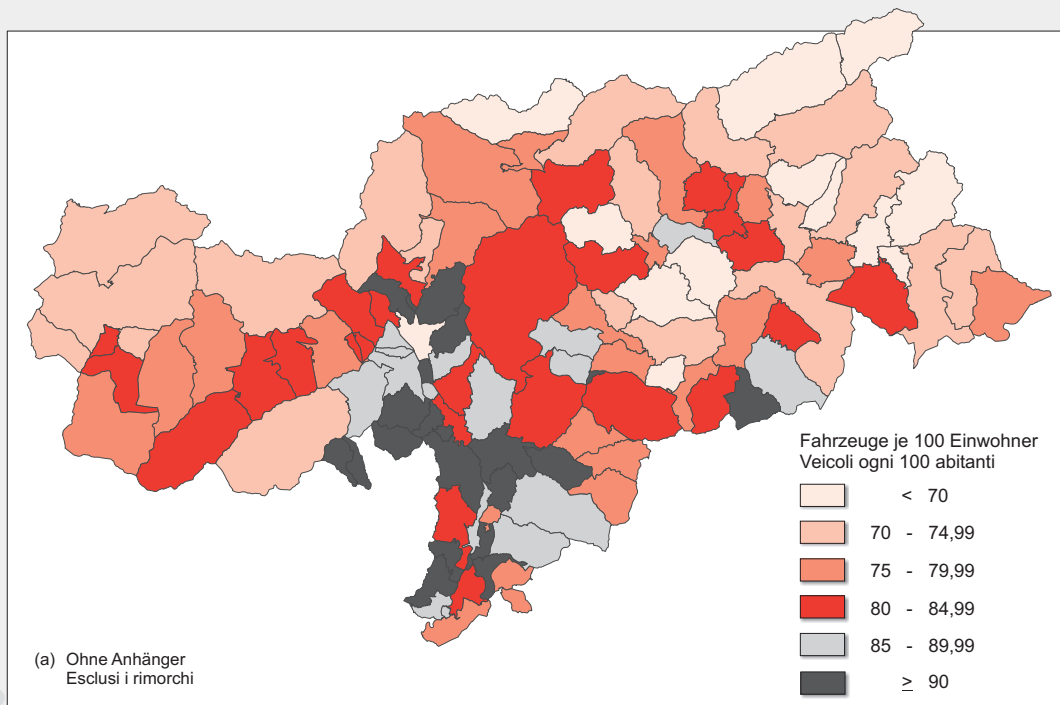 Fahrzeuge je 100 Einwohner
Veicoli ogni 100 abitanti
< 70
70 - 74,99
75 - 79,99
80 - 84,99
85 - 89,99
≥ 90
(a) Ohne Anhänger
Esclusi i rimorchi